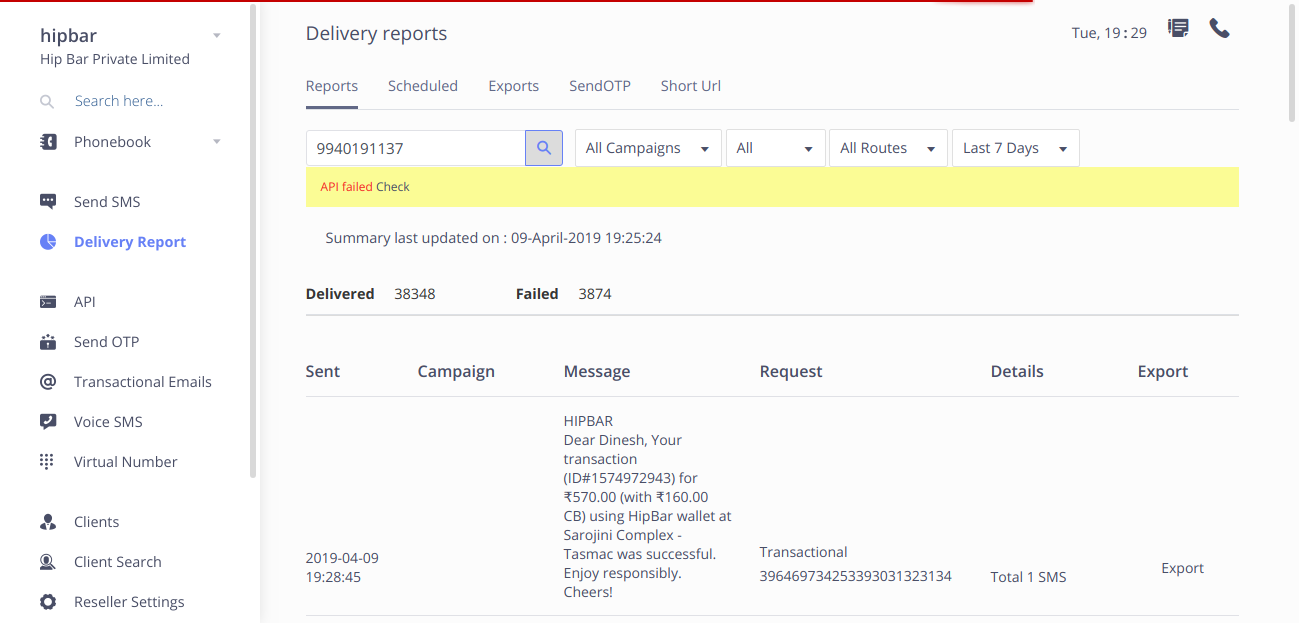 hipbar
Hip Bar Private Limited
Search here...
Phonebook
Send SMS
Delivery Report
API
Send OTP
Transactional Emails
Voice SMS
Virtual Number
Clients
Client Search
Reseller Settings
Delivery reports
Tue, 19:29
Reports Scheduled Exports SendOTP Short Url
9940191137 All Campaigns All All Routes Last 7 Days
API failed Check
Summary last updated on : 09-April-2019 19:25:24
Delivered 38348 Failed 3874
Sent Campaign Message Request Details Export
2019-04-09
19:28:45
HIPBAR
Dear Dinesh, Your
transaction
(ID#1574972943) for
₹570.00 (with ₹160.00
CB) using HipBar wallet at
Sarojini Complex -
Tasmac was successful.
Enjoy responsibly.
Cheers!
Transactional
396469734253393031323134
Total 1 SMS
Export